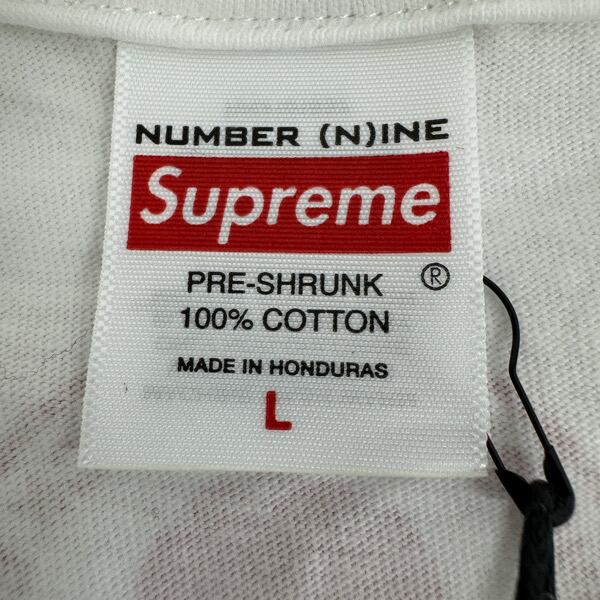 NUMBER (N)INE
Supreme
®
PRE-SHRUNK
100% COTTON
MADE IN HONDURAS
L